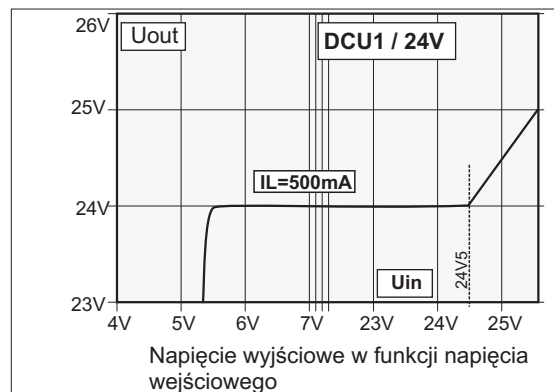 26V
Uout
DCU1 / 24V
25V
IL=500mA
24V
24V5
Uin
23V
4V 5V 6V 7V 23V 24V 25V
Napięcie wyjściowe w funkcji napięcia
wejściowego